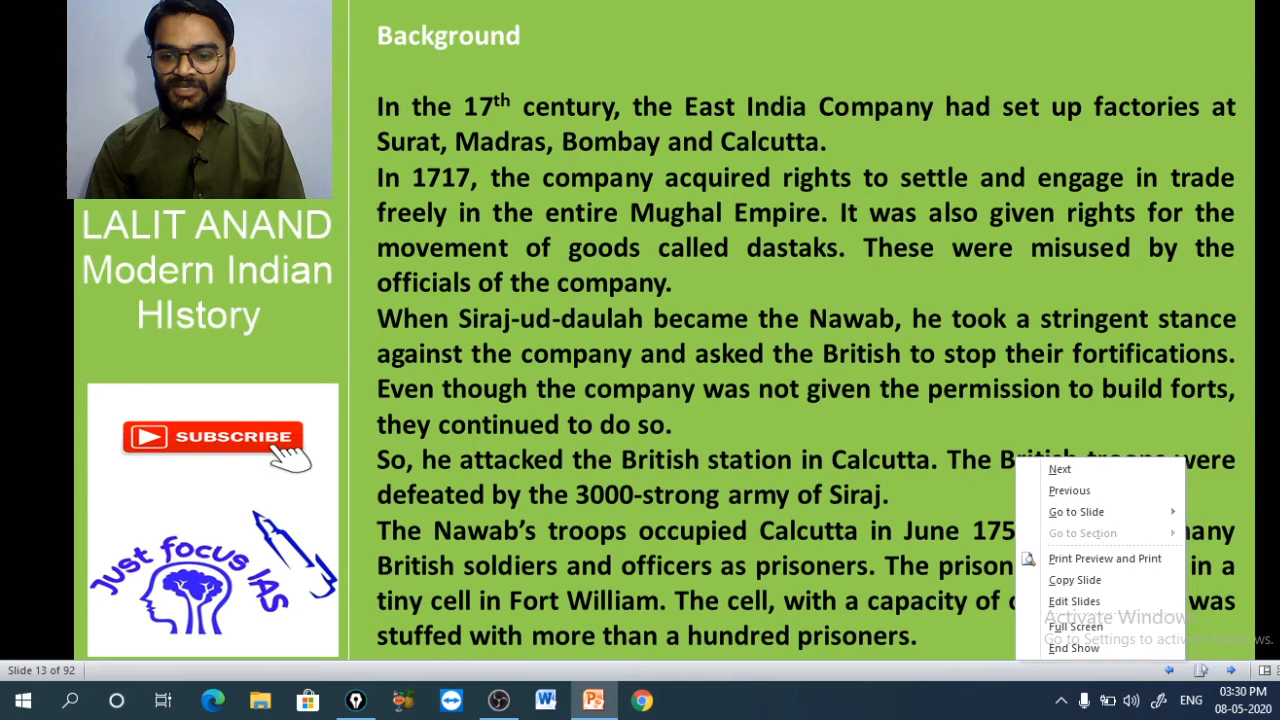 Background
In the 17th century, the East India Company had set up factories at
Surat, Madras, Bombay and Calcutta.
In 1717, the company acquired rights to settle and engage in trade
freely in the entire Mughal Empire. It was also given rights for the
movement of goods called dastaks. These were misused by the
officials of the company.
When Siraj-ud-daulah became the Nawab, he took a stringent stance
against the company and asked the British to stop their fortifications.
Even though the company was not given the permission to build forts,
they continued to do so.
So, he attacked the British station in Calcutta. The British troops were
defeated by the 3000-strong army of Siraj.
The Nawab's troops occupied Calcutta in June 175 many
British soldiers and officers as prisoners. The prison in a
tiny cell in Fort William. The cell, with a capacity of was
stuffed with more than a hundred prisoners.
LALIT ANAND
Modern Indian
HIstory
SUBSCRIBE
Just focus IAS
Next
Previous
Go to Slide
Go to Section
Print Preview and Print
Copy Slide
Edit Slides
Full Screen
End Show
Activate Windows
Go to Settings to activate Windows.
Slide 13 of 92
ENG
03:30 PM
08-05-2020